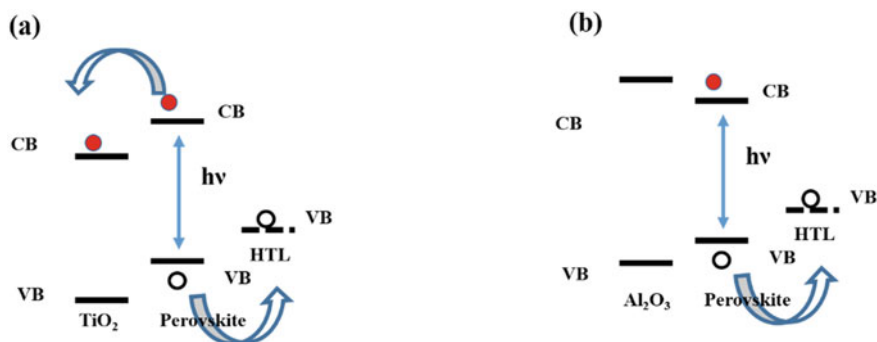 (a)
CB
CB
hν
VB
HTL
VB
VB
TiO₂ Perovskite
(b)
CB
CB
hν
VB
HTL
VB
VB
Al₂O₃ Perovskite